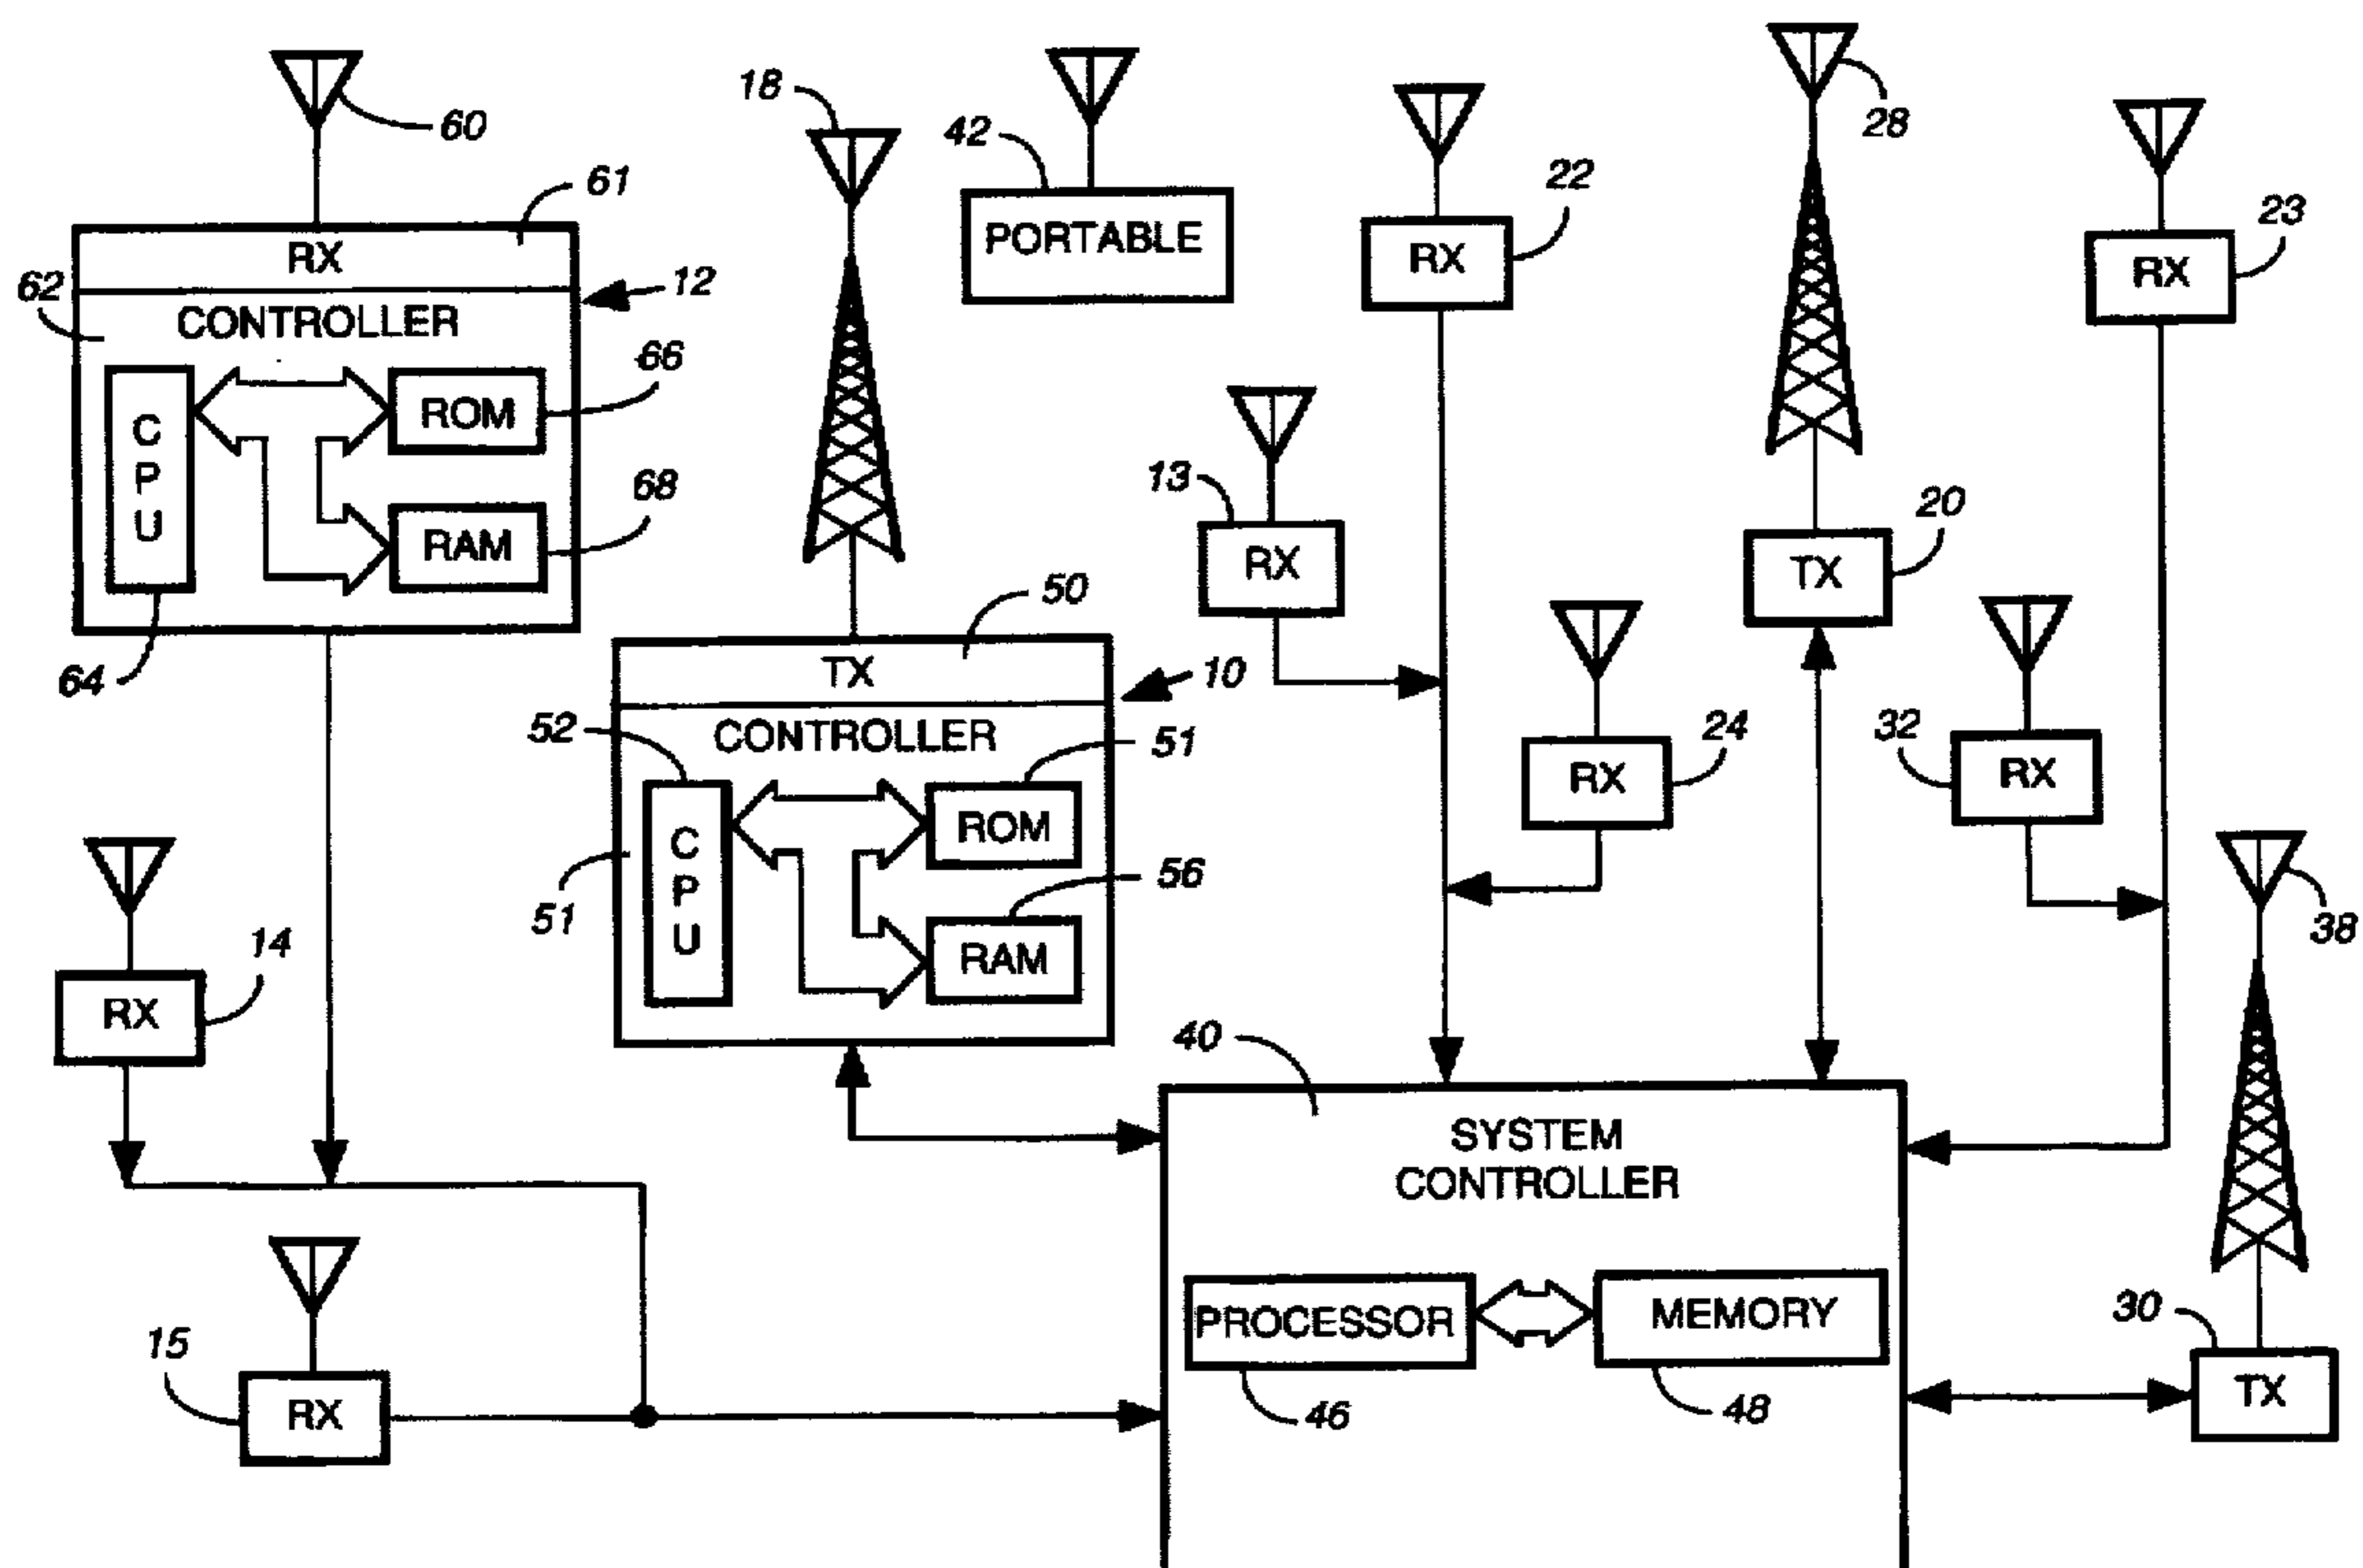 60
18
42
28
61
PORTABLE
22
RX
23
RX
RX
62
12
CONTROLLER
66
C
P
U
ROM
13
68
RAM
RX
20
TX
50
64
TX
10
52
CONTROLLER
51
24
RX
32
RX
C
P
U
ROM
51
56
RAM
38
14
RX
40
SYSTEM
CONTROLLER
15
RX
PROCESSOR
MEMORY
46
48
30
TX